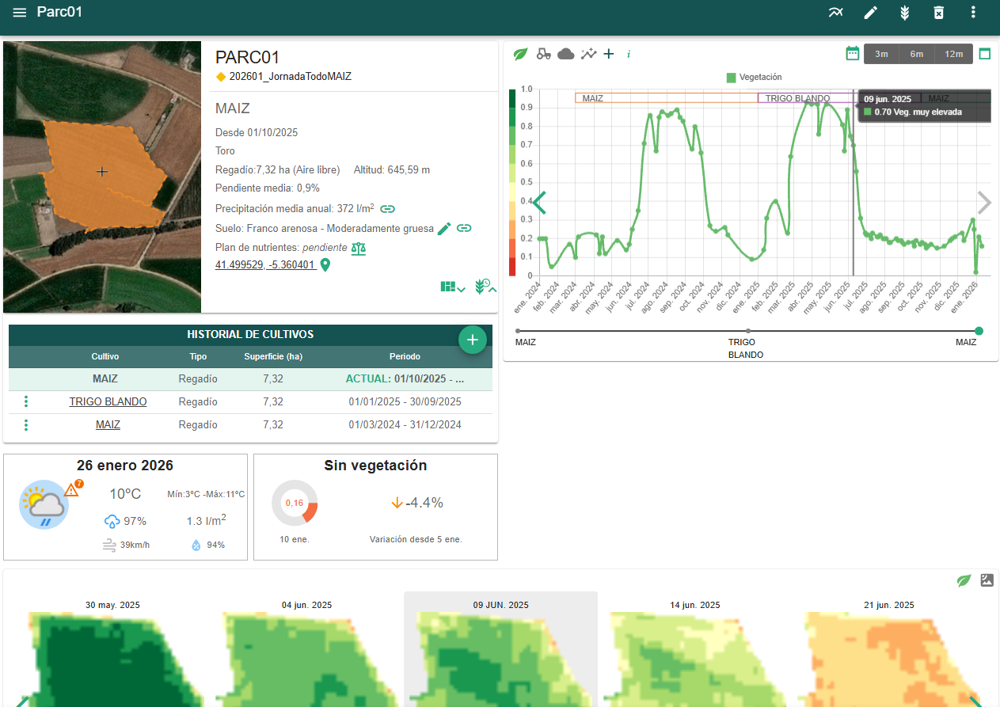 Parc01
PARC01
202601_JornadaTodoMAIZ
MAIZ
Desde 01/10/2025
Toro
Regadío:7,32 ha (Aire libre) Altitud: 645,59 m
Pendiente media: 0,9%
Precipitación media anual: 372 l/m²
Suelo: Franco arenosa - Moderadamente gruesa
Plan de nutrientes: pendiente
41.499529, -5.360401
HISTORIAL DE CULTIVOS
+
Cultivo Tipo Superficie (ha) Periodo
MAIZ Regadío 7,32 ACTUAL: 01/10/2025 - ...
TRIGO BLANDO Regadío 7,32 01/01/2025 - 30/09/2025
MAIZ Regadío 7,32 01/03/2024 - 31/12/2024
26 enero 2026
7
10ºC Mín:3ºC -Máx:11ºC
97% 1.3 l/m²
39km/h 94%
Sin vegetación
0,16 -4.4%
10 ene. Variación desde 5 ene.
i
3m 6m 12m
Vegetación
MAIZ TRIGO BLANDO MAIZ
09 jun. 2025
0.70 Veg. muy elevada
1.0
0.9
0.8
0.7
0.6
0.5
0.4
0.3
0.2
0.1
0
ene. 2024 feb. 2024 mar. 2024 abr. 2024 may. 2024 jun. 2024 jul. 2024 ago. 2024 sep. 2024 oct. 2024 nov. 2024 dic. 2024 ene. 2025 feb. 2025 mar. 2025 abr. 2025 may. 2025 jun. 2025 jul. 2025 ago. 2025 sep. 2025 oct. 2025 nov. 2025 dic. 2025 ene. 2026
MAIZ TRIGO MAIZ
BLANDO
30 may. 2025 04 jun. 2025 09 JUN. 2025 14 jun. 2025 21 jun. 2025